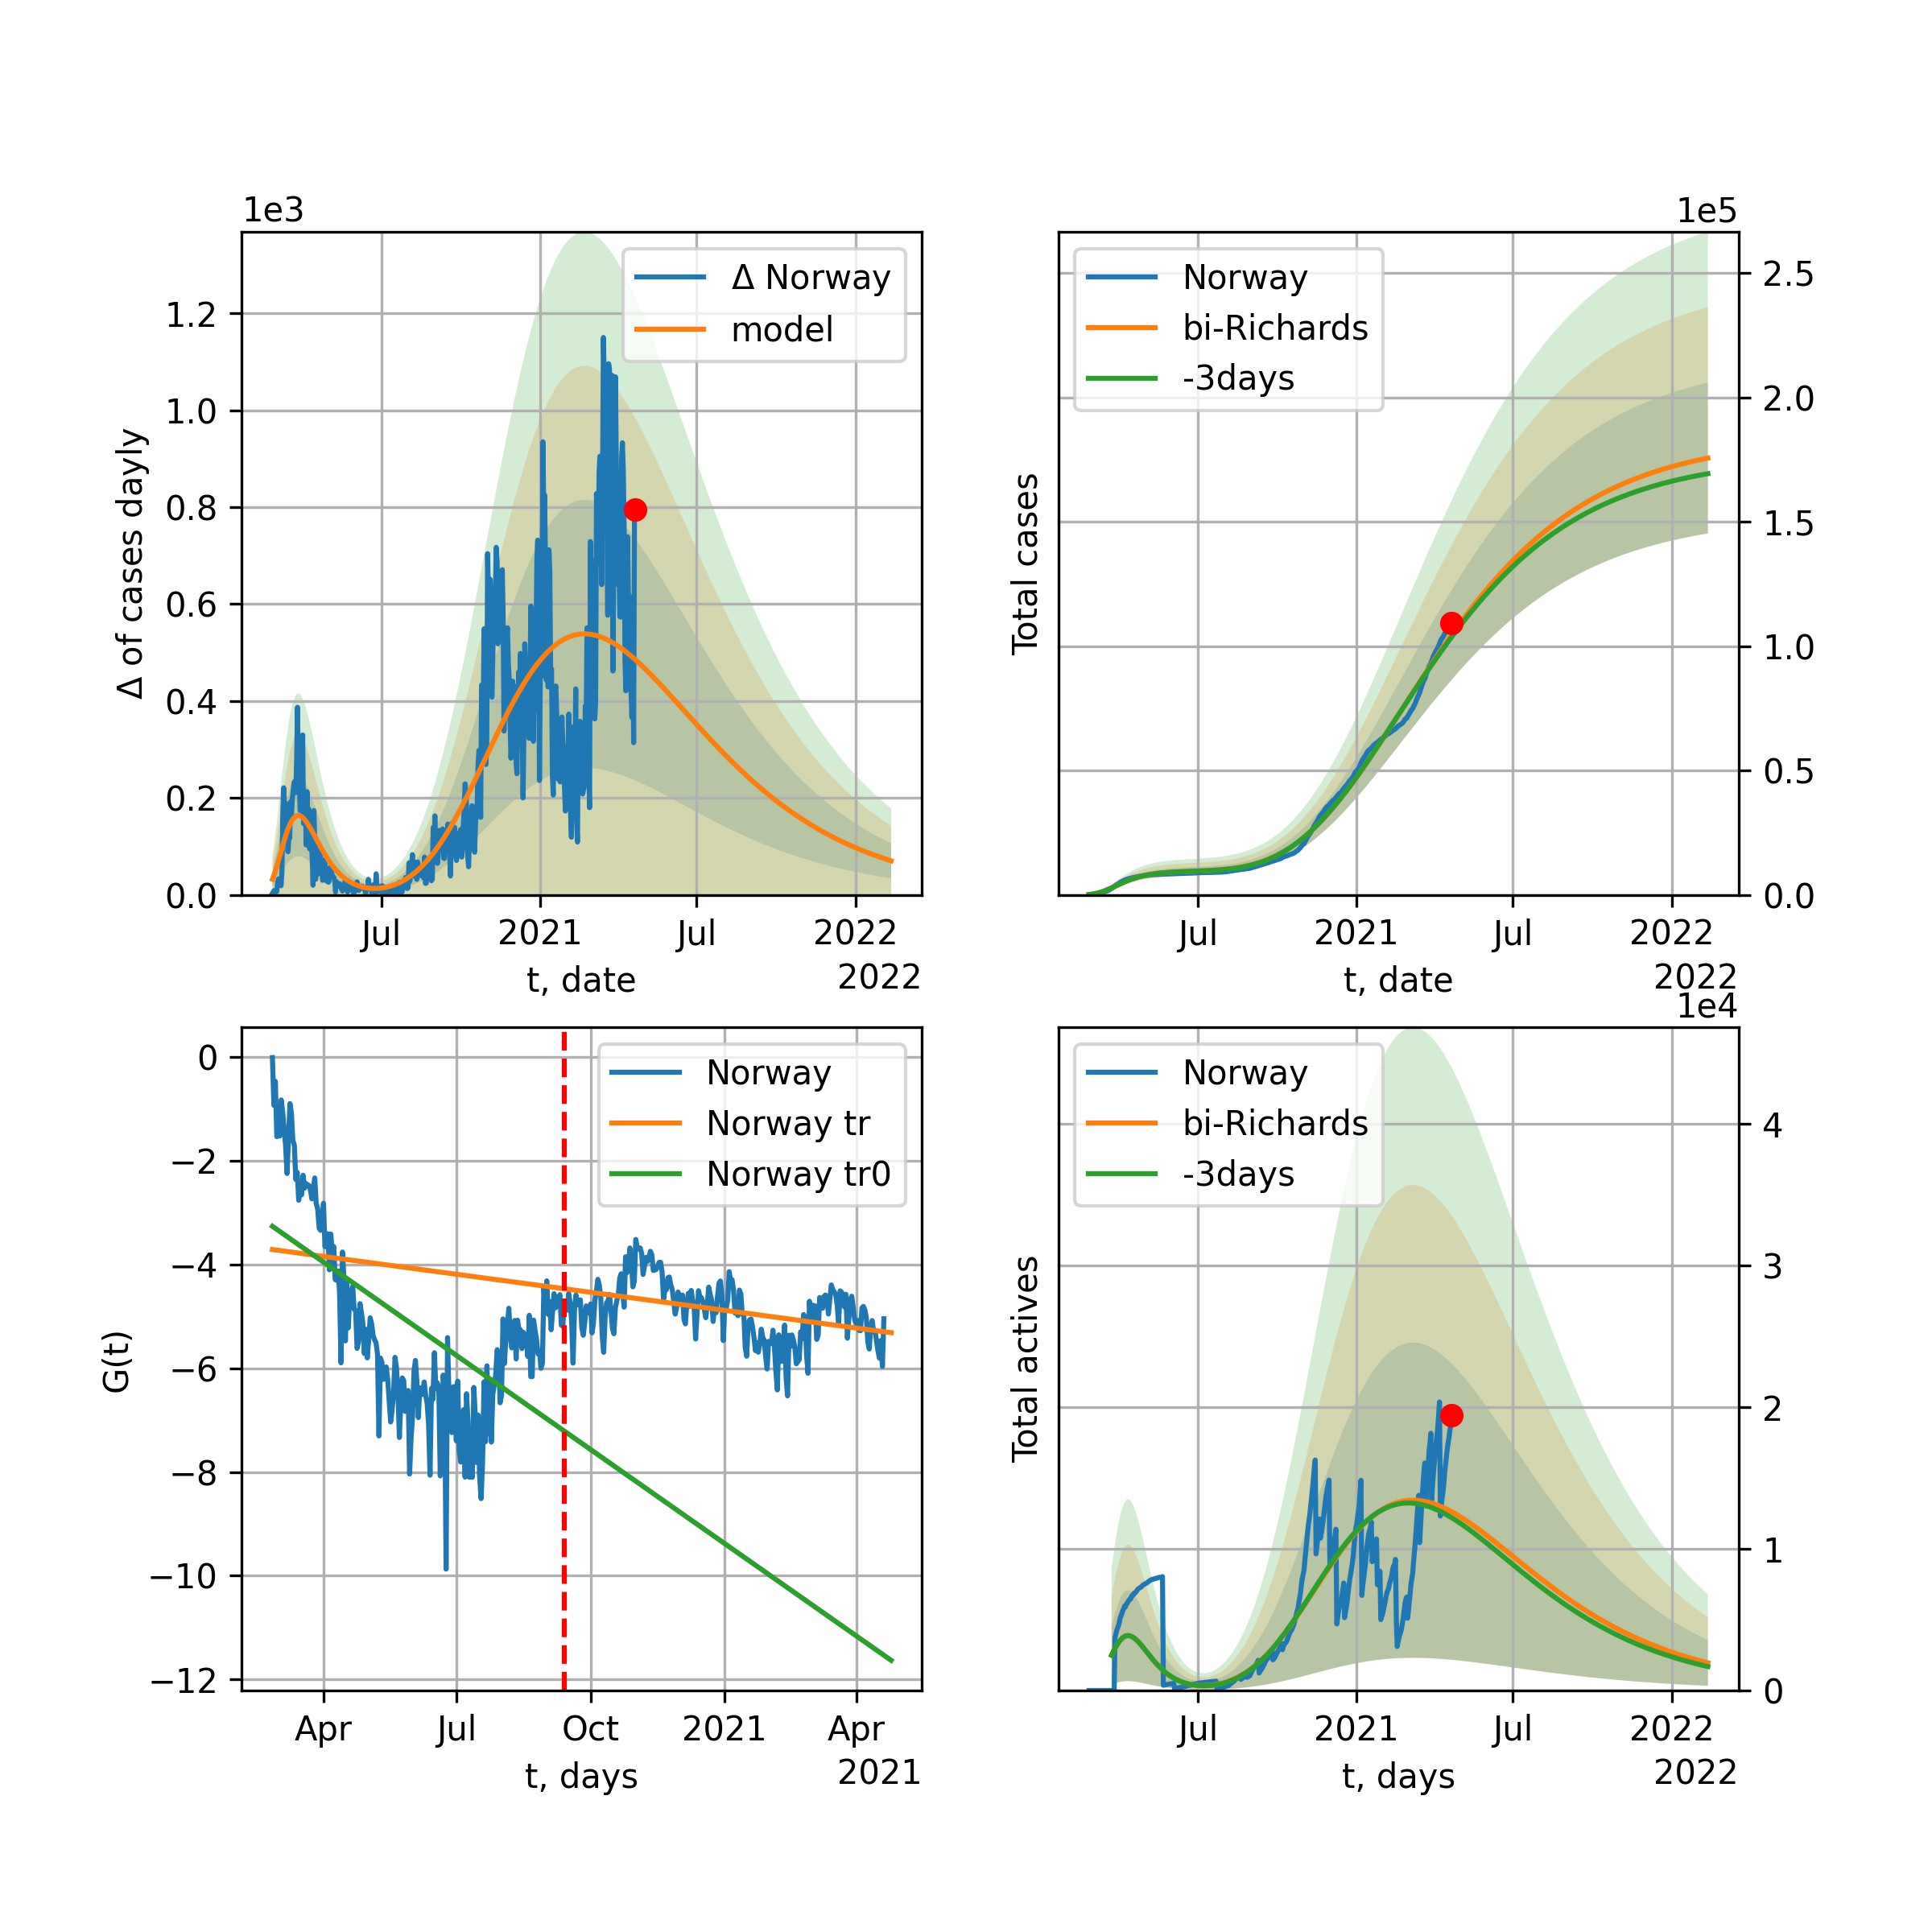 1e3
Δ of cases dayly
1.2
1.0
0.8
0.6
0.4
0.2
0.0
Δ Norway
model
Jul
2021
Jul
2022
t, date
2022
1e5
Total cases
Norway
bi-Richards
-3days
2.5
2.0
1.5
1.0
0.5
0.0
Jul
2021
Jul
2022
t, date
2022
G(t)
0
−2
−4
−6
−8
−10
−12
Norway
Norway tr
Norway tr0
Apr
Jul
Oct
2021
Apr
t, days
2021
1e4
Total actives
Norway
bi-Richards
-3days
4
3
2
1
0
Jul
2021
Jul
2022
t, days
2022